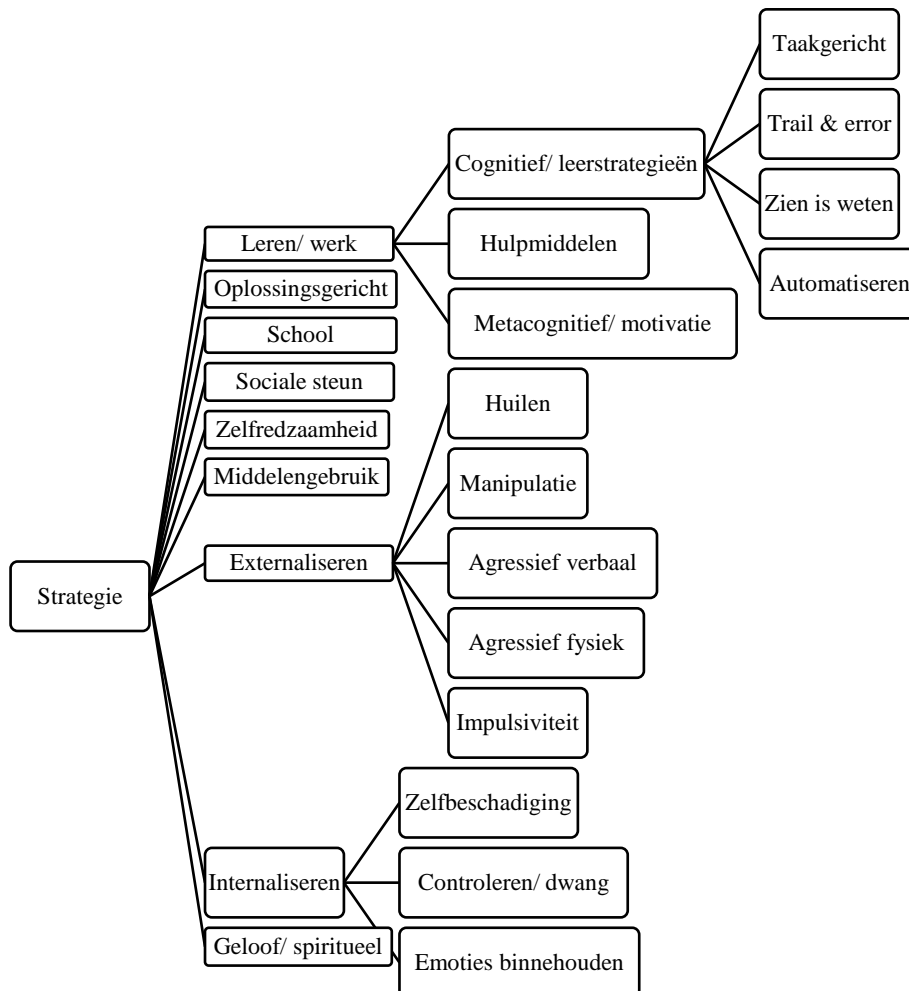 Strategie
Leren/ werk
Cognitief/ leerstrategieën
Taakgericht
Trail & error
Zien is weten
Automatiseren
Hulpmiddelen
Metacognitief/ motivatie
Oplossingsgericht
School
Sociale steun
Zelfredzaamheid
Middelengebruik
Externaliseren
Huilen
Manipulatie
Agressief verbaal
Agressief fysiek
Impulsiviteit
Internaliseren
Zelfbeschadiging
Controleren/ dwang
Emoties binnehouden
Geloof/ spiritueel